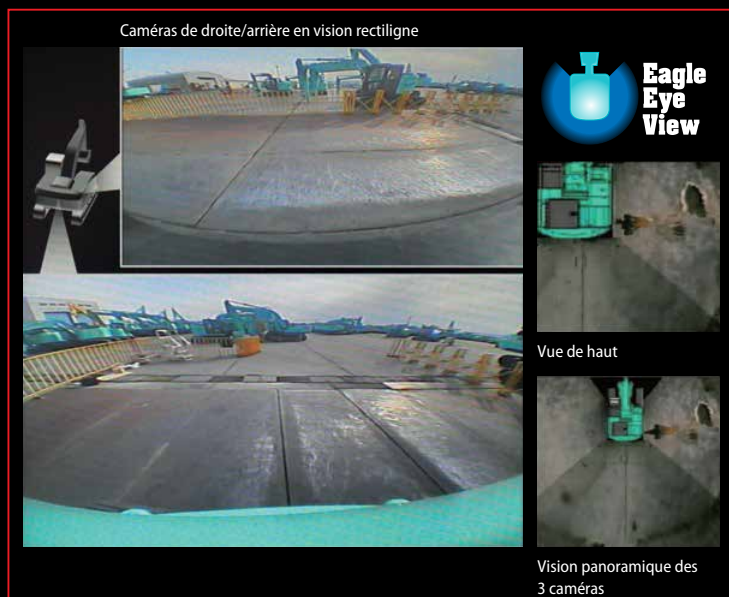 Caméras de droite/arrière en vision rectiligne
Eagle
Eye
View
Vue de haut
Vision panoramique des
3 caméras